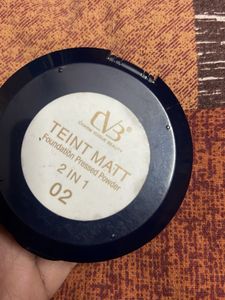 CVB®
TEINT MATT
Foundation Pressed Powder
2 IN 1
02